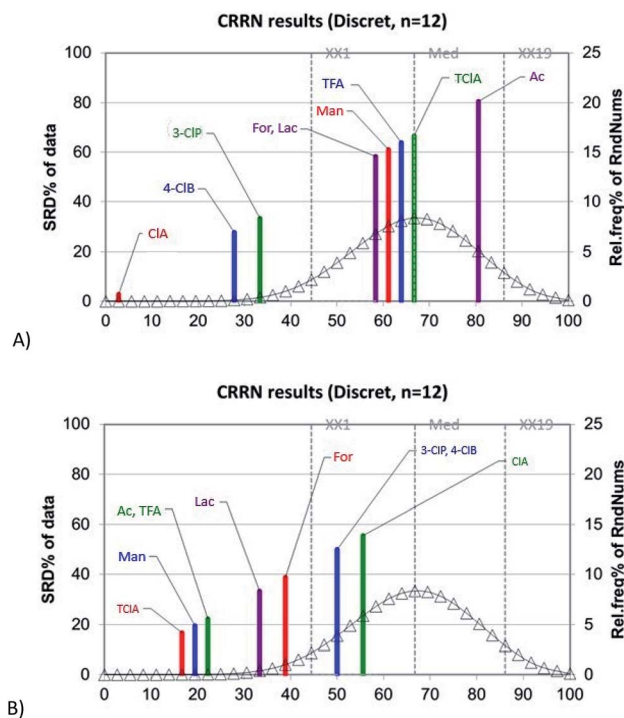 CRRN results (Discret, n=12)
XX1 Med XX19
100 25
TFA TClA Ac
80 20
Man
3-ClP For, Lac
60 15
4-ClB
40 10
ClA
20 5
0 0
0 10 20 30 40 50 60 70 80 90 100
SRD% of data
Rel.freq% of RndNums
A)
CRRN results (Discret, n=12)
XX1 Med XX19
100 25
3-ClP, 4-ClB
For ClA
80 20
Lac
Ac, TFA
60 15
Man
40 10
TClA
20 5
0 0
0 10 20 30 40 50 60 70 80 90 100
SRD% of data
Rel.freq% of RndNums
B)